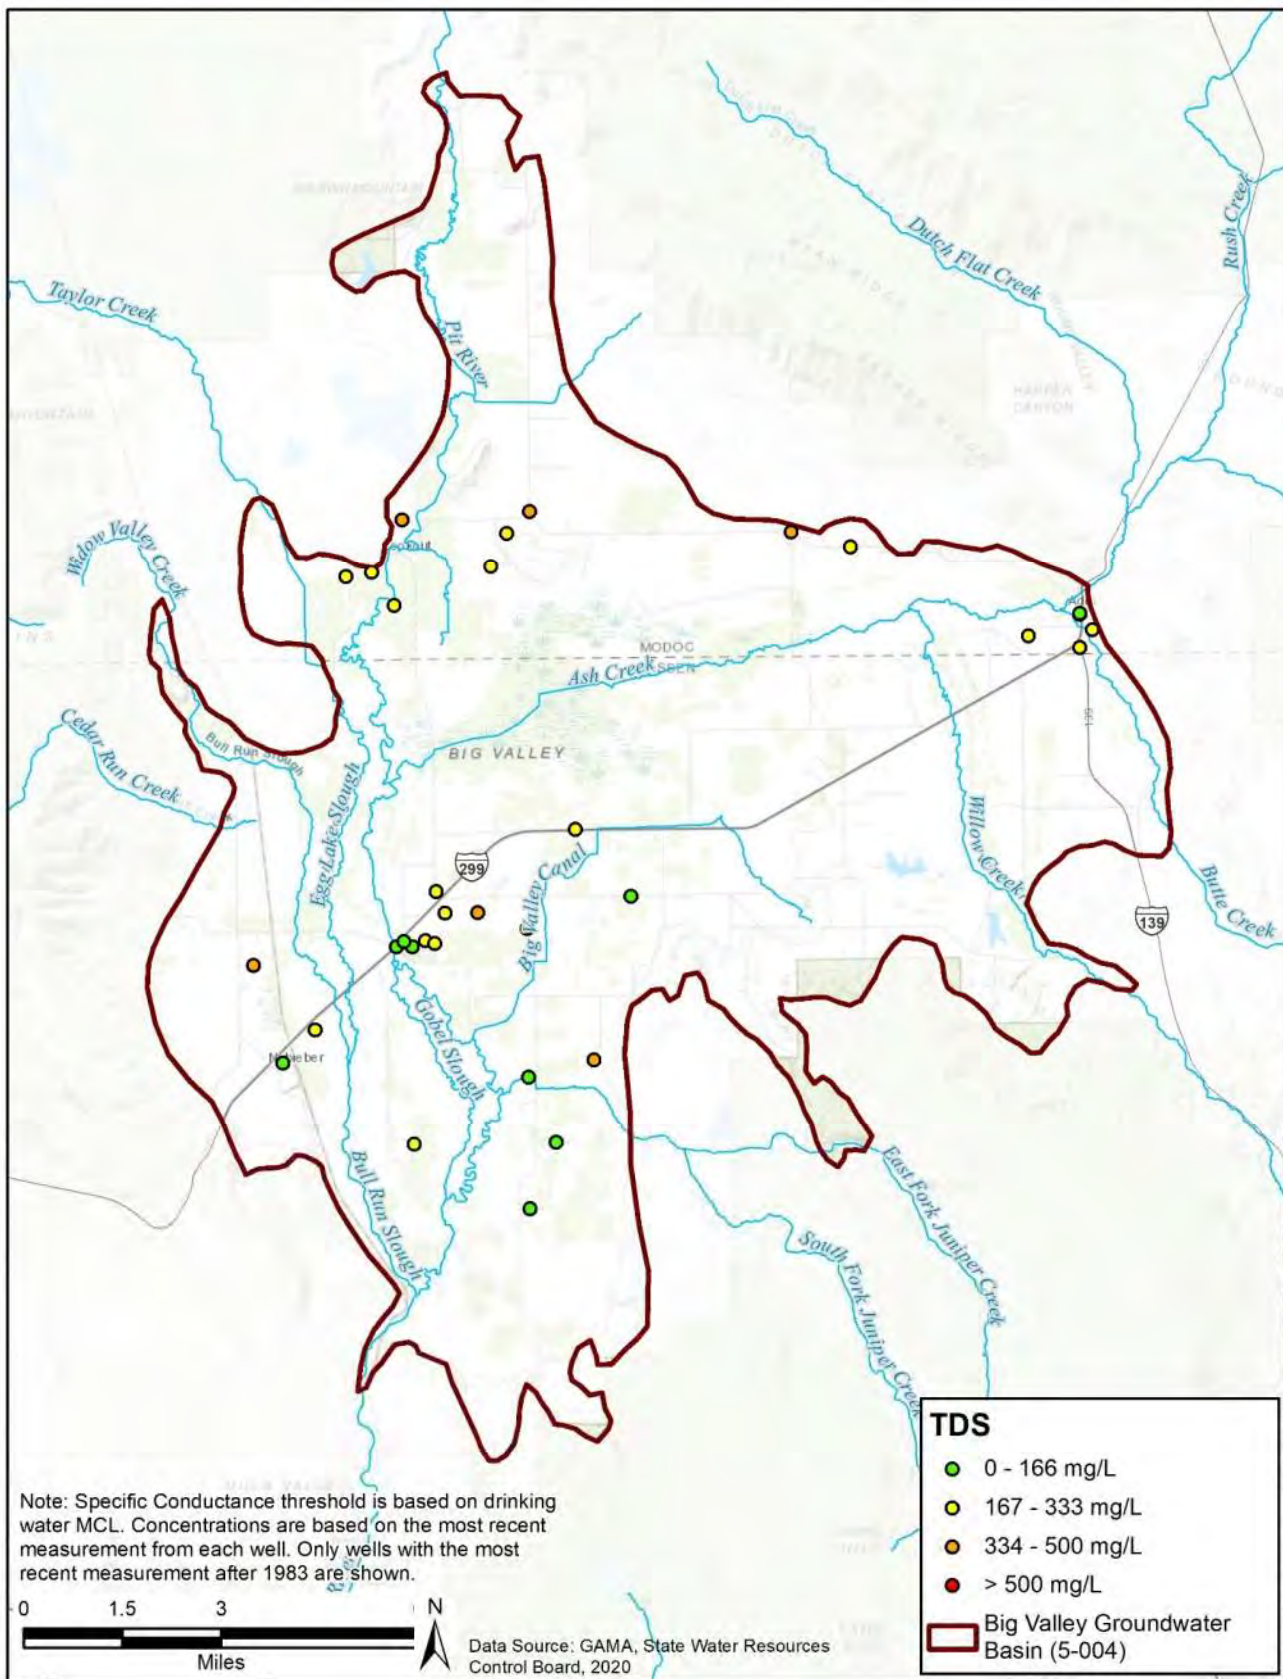 Taylor Creek
Pit River
Dutch Flat Creek
Rush Creek
HARPER
CANYON
Widow Valley Creek
MODOC
Ash Creek
BIG VALLEY
Cedar Run Creek
Bull Run Slough
Egg Lake Slough
299
Big Valley Canal
Willow Creek
Butte Creek
139
139
Gobel Slough
Bull Run Slough
East Fork Juniper Creek
South Fork Juniper Creek
TDS
0 - 166 mg/L
167 - 333 mg/L
334 - 500 mg/L
> 500 mg/L
Big Valley Groundwater
Basin (5-004)
Note: Specific Conductance threshold is based on drinking
water MCL. Concentrations are based on the most recent
measurement from each well. Only wells with the most
recent measurement after 1983 are shown.
0 1.5 3
Miles
N
Data Source: GAMA, State Water Resources
Control Board, 2020